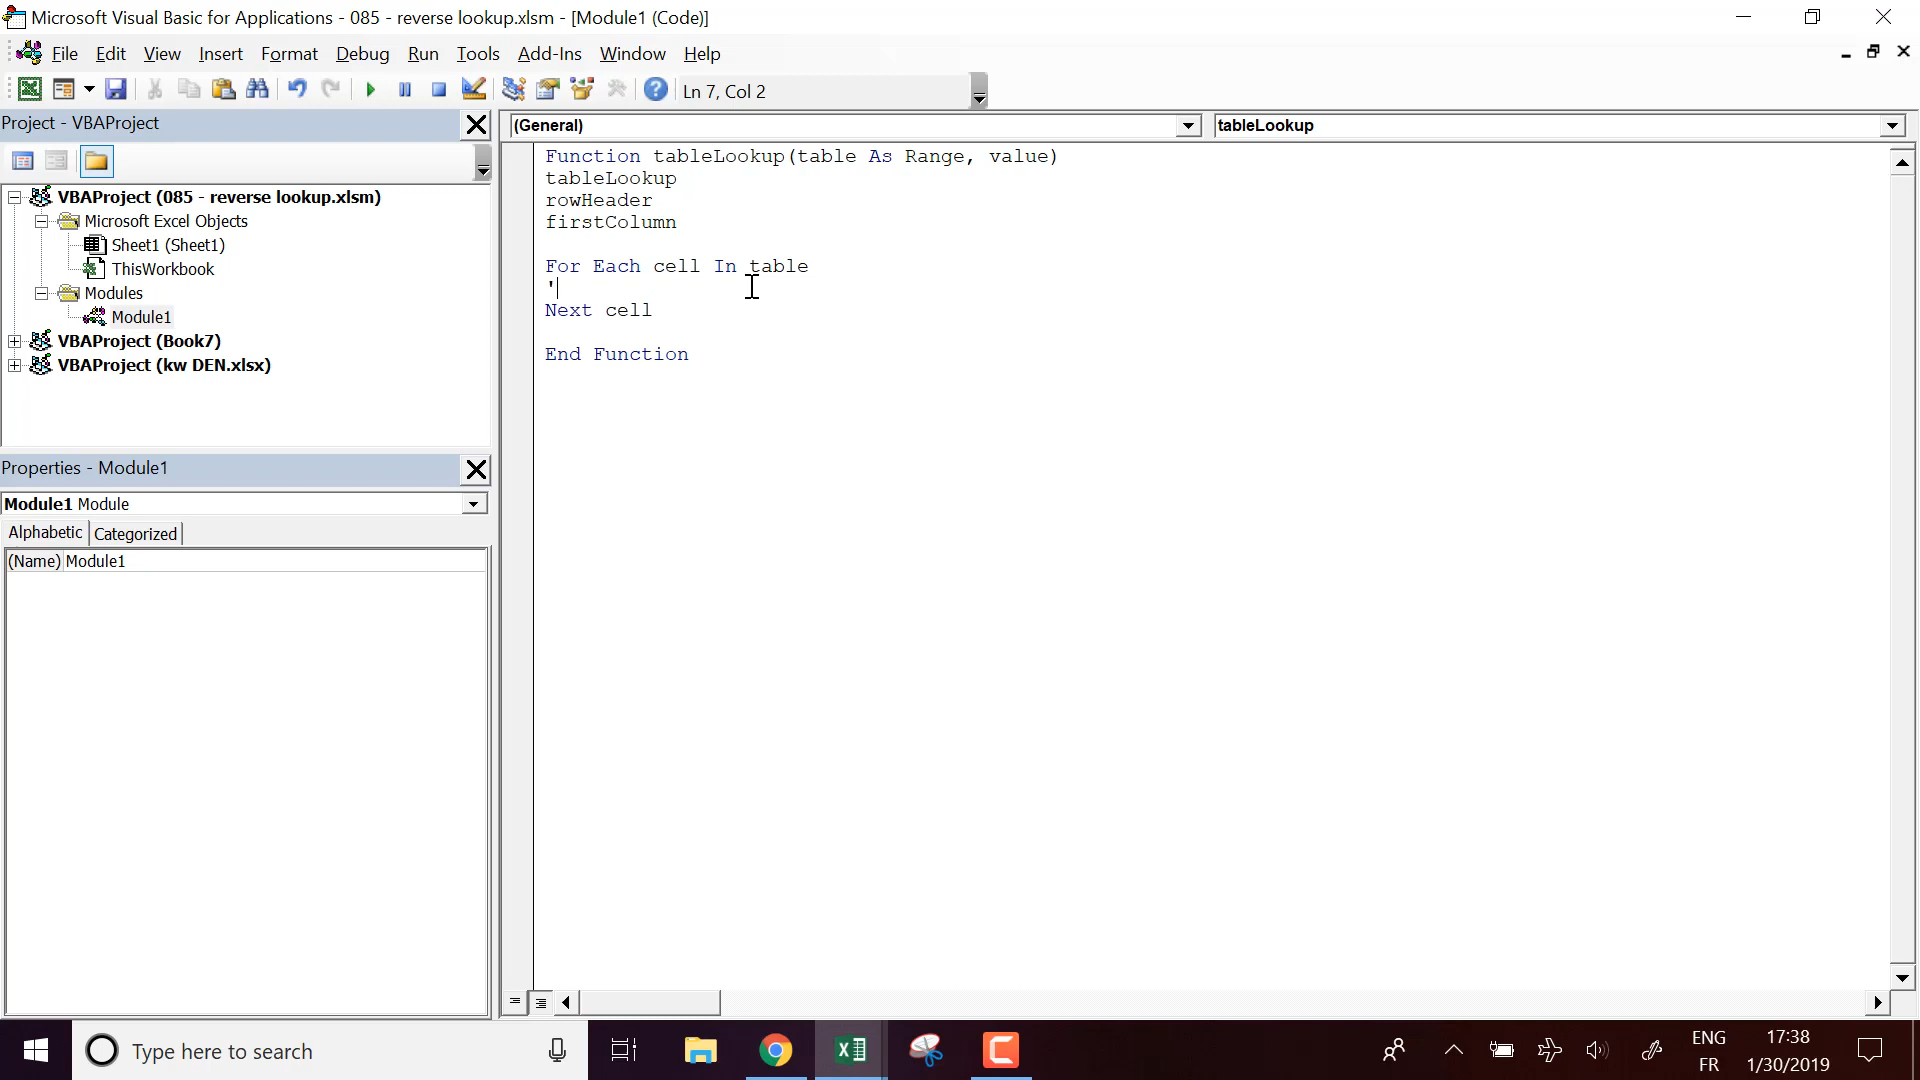 Microsoft Visual Basic for Applications - 085 - reverse lookup.xlsm - [Module1 (Code)]
File Edit View Insert Format Debug Run Tools Add-Ins Window Help
Ln 7, Col 2
Project - VBAProject
(General)
tableLookup
VBAProject (085 - reverse lookup.xlsm)
Microsoft Excel Objects
Sheet1 (Sheet1)
ThisWorkbook
Modules
Module1
VBAProject (Book7)
VBAProject (kw DEN.xlsx)
Function tableLookup(table As Range, value)
tableLookup
rowHeader
firstColumn
For Each cell In table
'
Next cell
End Function
Properties - Module1
Module1 Module
Alphabetic Categorized
(Name) Module1
Type here to search
ENG
FR
17:38
1/30/2019